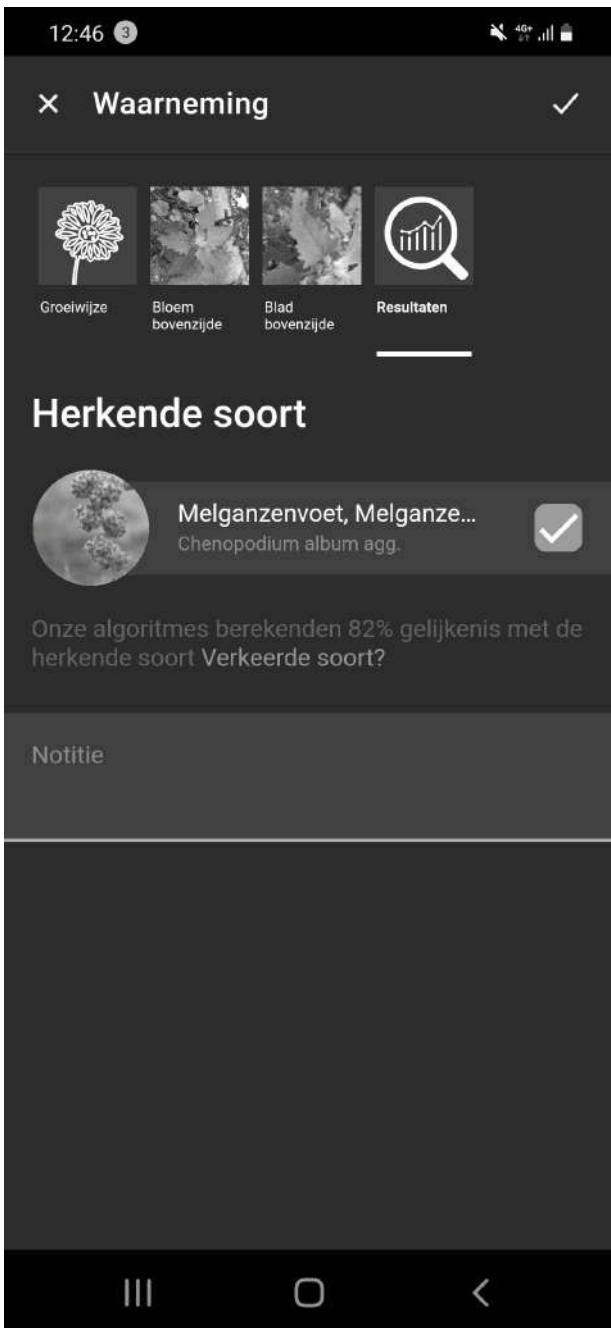 12:46 3
4G+
Waarneming
Groeiwijze
Bloem
bovenzijde
Blad
bovenzijde
Resultaten
Herkende soort
Melganzenvoet, Melganze...
Chenopodium album agg.
Onze algoritmes berekenden 82% gelijkenis met de
herkende soort Verkeerde soort?
Notitie